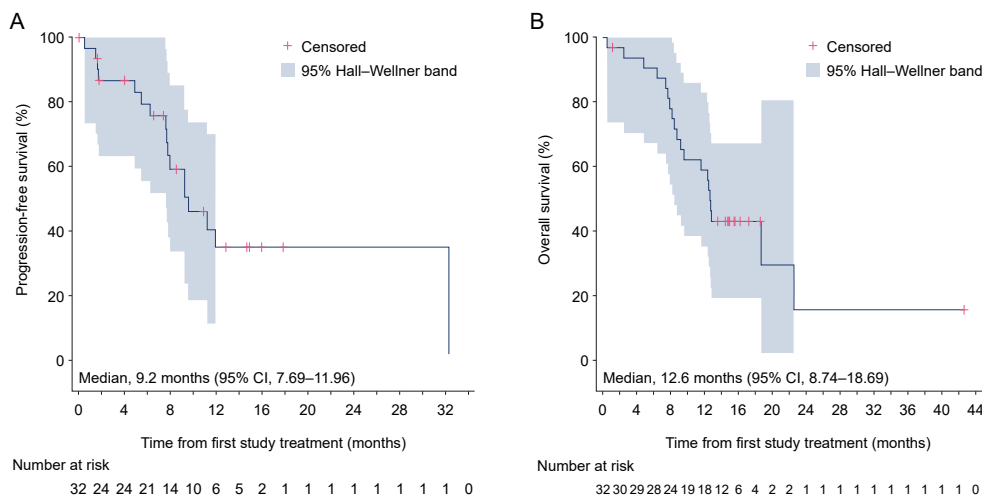 A
100
80
60
40
20
0
Progression-free survival (%)
Censored
95% Hall–Wellner band
Median, 9.2 months (95% CI, 7.69–11.96)
0 4 8 12 16 20 24 28 32
Time from first study treatment (months)
Number at risk
32 24 24 21 14 10 6 5 2 1 1 1 1 1 1 1 1 0
B
100
80
60
40
20
0
Overall survival (%)
Censored
95% Hall–Wellner band
Median, 12.6 months (95% CI, 8.74–18.69)
0 4 8 12 16 20 24 28 32 36 40 44
Time from first study treatment (months)
Number at risk
32 30 29 28 24 19 18 12 6 4 2 2 1 1 1 1 1 1 1 1 1 1 0